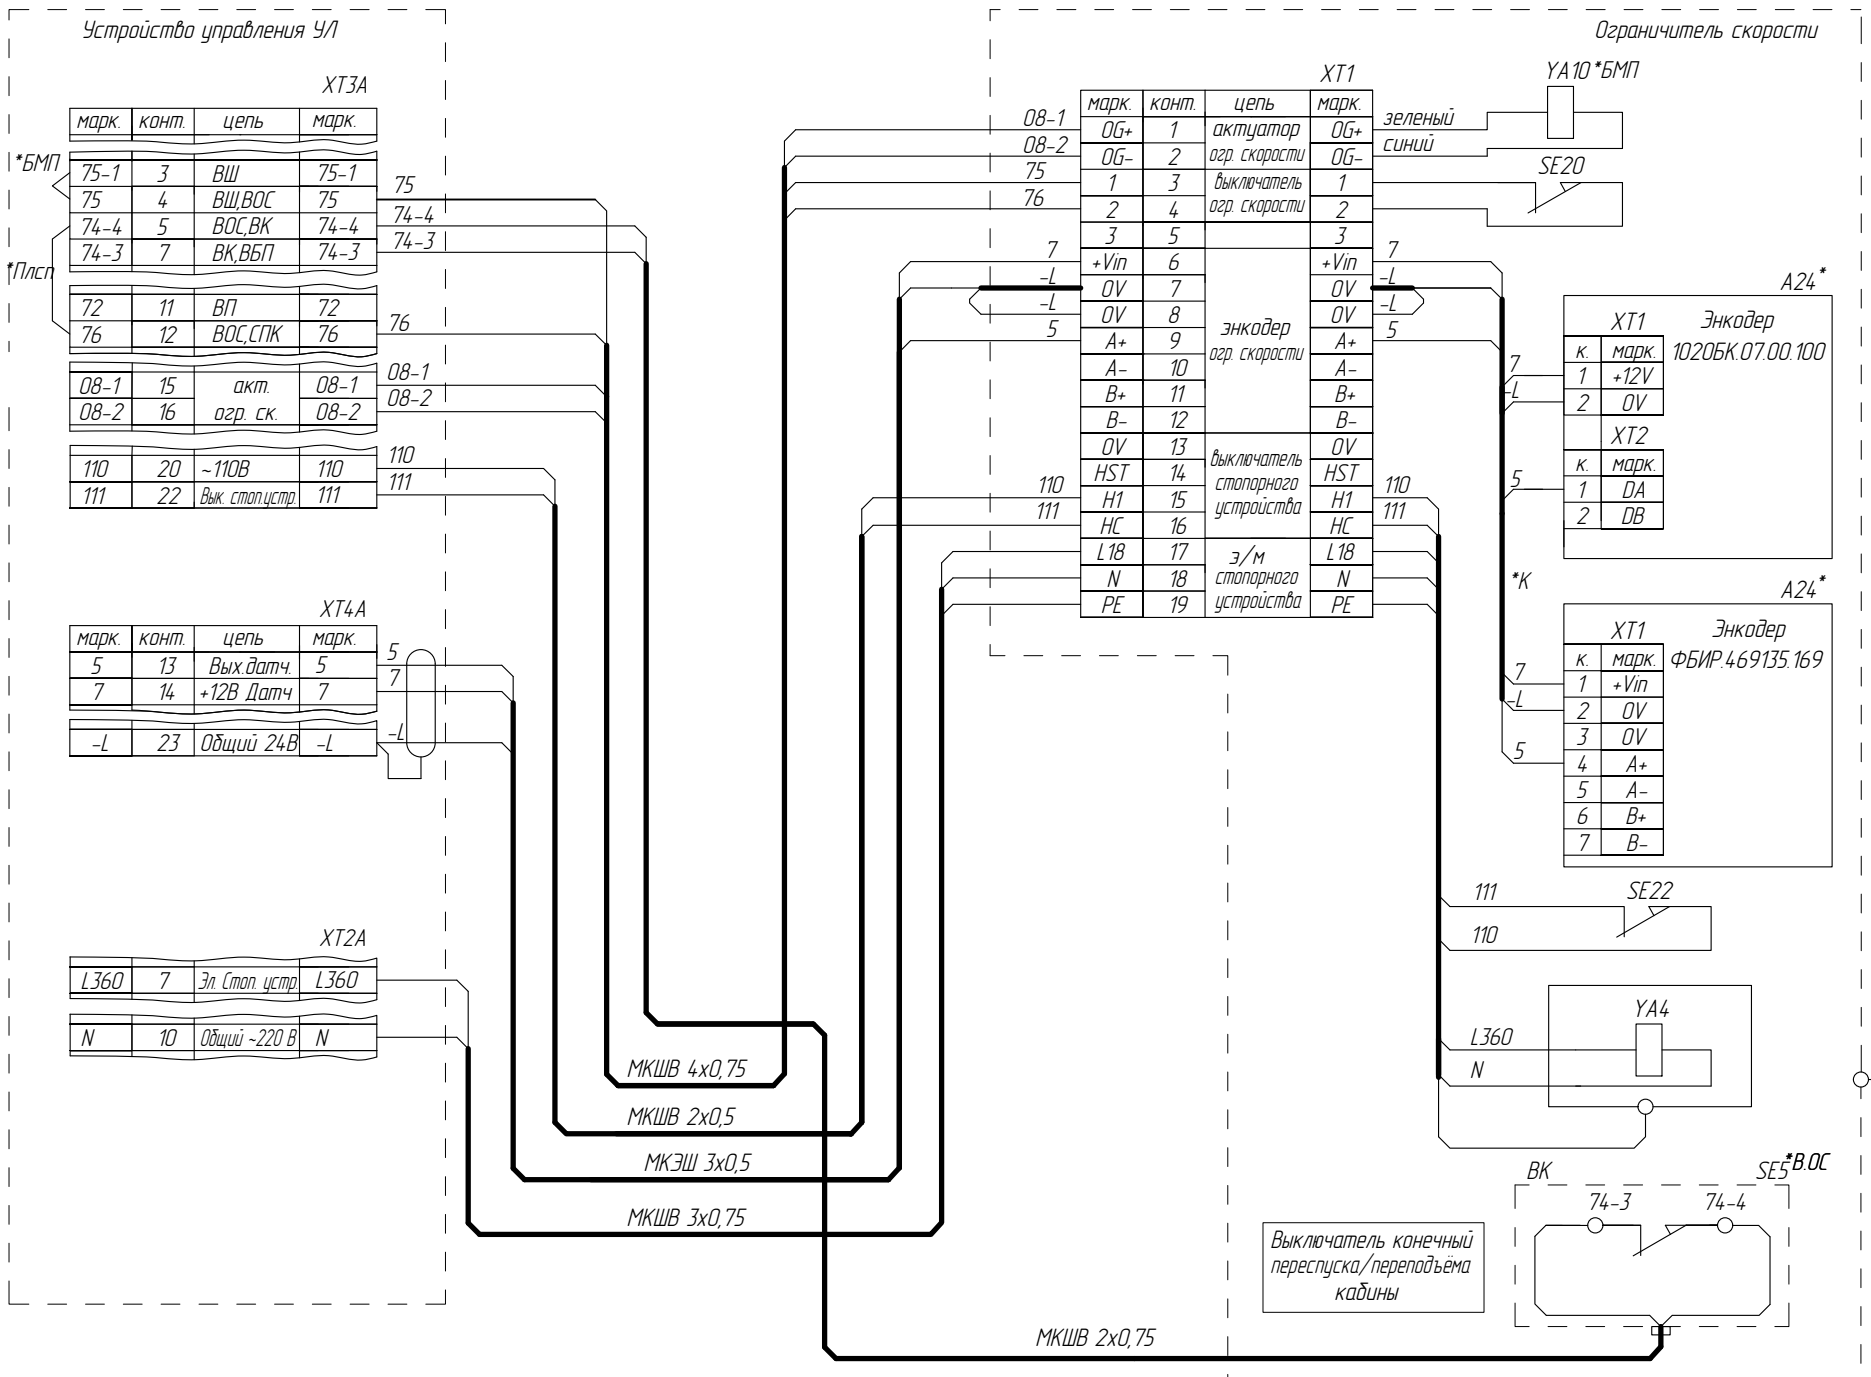 Устройство управления УЛ
ХТ3А
марк. конт. цепь марк.
*БМП
75-1 3 ВШ 75-1
75 4 ВШ,ВОС 75
74-4 5 ВОС,ВК 74-4
74-3 7 ВК,ВБП 74-3
*Плсп
72 11 ВП 72
76 12 ВОС,СПК 76
08-1 15 акт. 08-1
08-2 16 огр. ск. 08-2
110 20 ~110В 110
111 22 Вык. стоп.устр. 111
75
74-4
74-3
76
08-1
08-2
110
111
ХТ4А
марк. конт. цепь марк.
5 13 Вых.датч. 5
7 14 +12В Датч 7
-L 23 Общий 24В -L
5
7
-L
ХТ2А
L360 7 Эл. Стоп. устр. L360
N 10 Общий ~220 В N
МКШВ 4х0,75
МКШВ 2х0,5
МКЭШ 3х0,5
МКШВ 3х0,75
МКШВ 2х0,75
Ограничитель скорости
ХТ1
марк. конт. цепь марк.
OG+ 1 актуатор OG+
OG- 2 огр. скорости OG-
1 3 выключатель 1
2 4 огр. скорости 2
3 5 3
+Vin 6 +Vin
0V 7 0V
0V 8 энкодер 0V
A+ 9 огр. скорости A+
A- 10 A-
B+ 11 B+
B- 12 B-
0V 13 выключатель 0V
HST 14 стопорного HST
H1 15 устройства H1
HC 16 HC
L18 17 э/м L18
N 18 стопорного N
PE 19 устройства PE
08-1
08-2
75
76
7
-L
-L
5
110
111
зеленый
синий
7
-L
-L
5
110
111
YA10 *БМП
SE20
А24*
ХТ1 Энкодер
к. марк. 1020БК.07.00.100
1 +12V
2 0V
ХТ2
к. марк.
1 DA
2 DB
7
-L
5
*К
А24*
ХТ1 Энкодер
к. марк. ФБИР.469135.169
1 +Vin
2 0V
3 0V
4 A+
5 A-
6 B+
7 B-
7
-L
5
111
SE22
110
YA4
L360
N
ВК SE5 *В.ОС
74-3 74-4
Выключатель конечный
переспуска/переподъёма
кабины